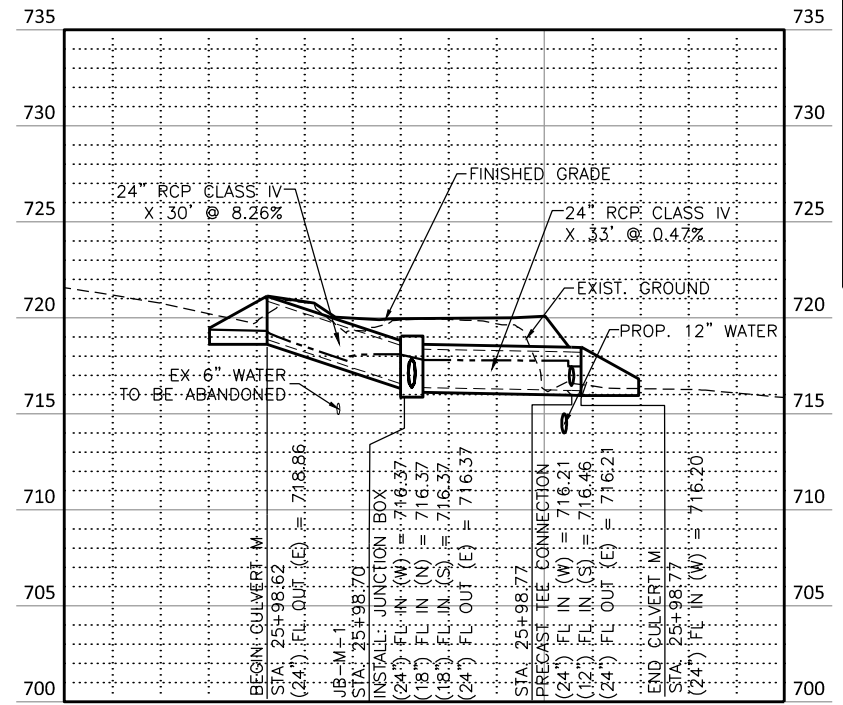 735
735
730
730
725
725
720
720
715
715
710
710
705
705
700
700
FINISHED GRADE
24" RCP CLASS IV
X 30' @ 8.26%
24" RCP CLASS IV
X 33' @ 0.47%
EXIST. GROUND
PROP. 12" WATER
EX 6" WATER
TO BE ABANDONED
BEGIN CULVERT M
STA. 25+98.62
(24") FL OUT (E) = 718.86
JB-M-1
STA. 25+98.70
INSTALL: JUNCTION BOX
(24") FL IN (W) = 716.37
(18") FL IN (N) = 716.37
(18") FL IN (S) = 716.37
(24") FL OUT (E) = 716.37
STA. 25+98.77
PRECAST TEE CONNECTION
(24") FL IN (W) = 716.21
(12") FL IN (S) = 716.46
(24") FL OUT (E) = 716.21
END CULVERT M
STA. 25+98.77
(24") FL IN (W) = 716.20